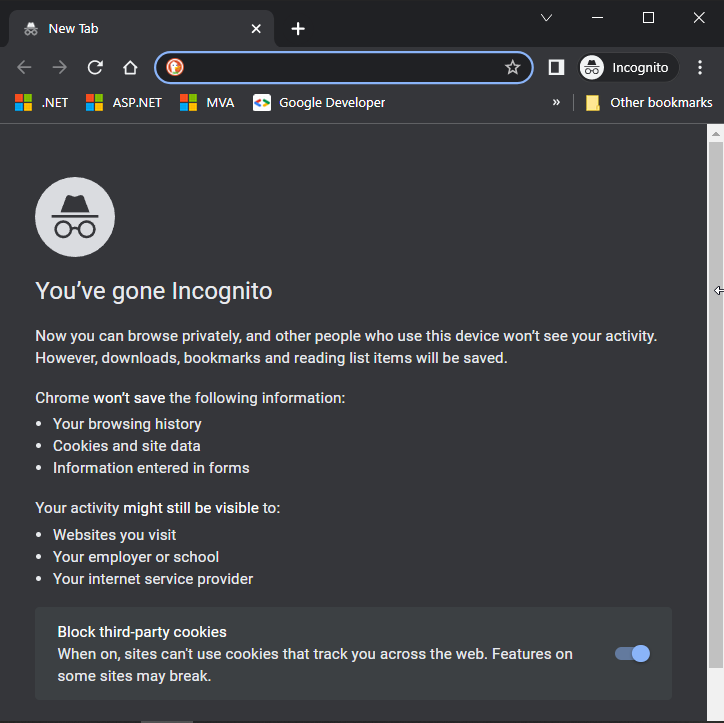 New Tab
Incognito
.NET
ASP.NET
MVA
Google Developer
»
Other bookmarks
You’ve gone Incognito
Now you can browse privately, and other people who use this device won’t see your activity.
However, downloads, bookmarks and reading list items will be saved.
Chrome won’t save the following information:
• Your browsing history
• Cookies and site data
• Information entered in forms
Your activity might still be visible to:
• Websites you visit
• Your employer or school
• Your internet service provider
Block third-party cookies
When on, sites can't use cookies that track you across the web. Features on
some sites may break.